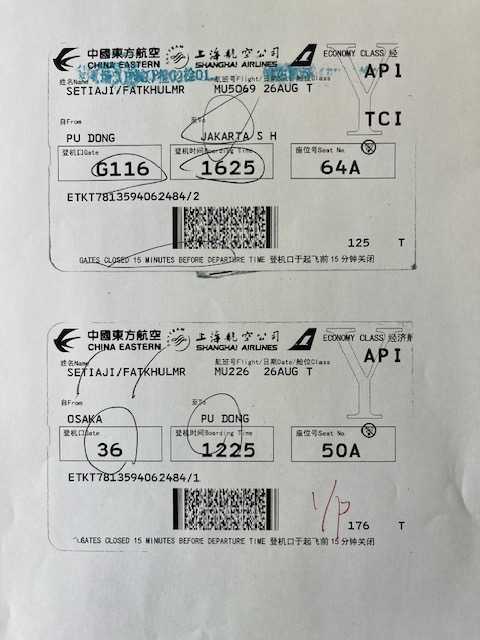 中國東方航空 上海航空公司 ECONOMY CLASS 经
CHINA EASTERN SHANGHAI AIRLINES
姓名Name 航班号Flight/日期Date/舱位Class API
SETIAJI/FATKHULMR MU5069 26AUG T
TCI
自From 至To
PU DONG JAKARTA S H
登机口Gate 登机时间Boarding Time 座位号Seat No.
G116 1625 64A
ETKT7813594062484/2
125 T
GATES CLOSED 15 MINUTES BEFORE DEPARTURE TIME 登机口于起飞前15分钟关闭
中國東方航空 上海航空公司 ECONOMY CLASS 经济舱
CHINA EASTERN SHANGHAI AIRLINES
姓名Name 航班号Flight/日期Date/舱位Class API
SETIAJI/FATKHULMR MU226 26AUG T
自From 至To
OSAKA PU DONG
登机口Gate 登机时间Boarding Time 座位号Seat No.
36 1225 50A
ETKT7813594062484/1
1/P
176 T
GATES CLOSED 15 MINUTES BEFORE DEPARTURE TIME 登机口于起飞前15分钟关闭